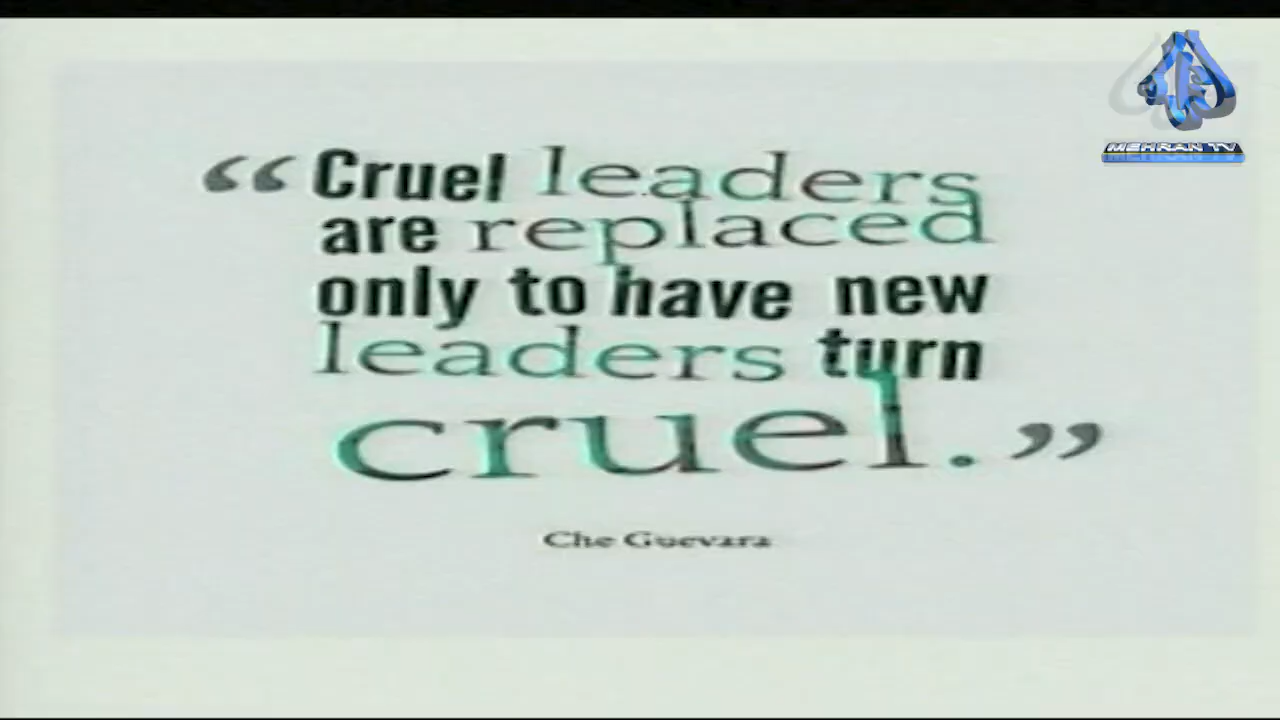 MEHRAN TV
“ Cruel leaders
are replaced
only to have new
leaders turn
cruel. ”
Che Guevara